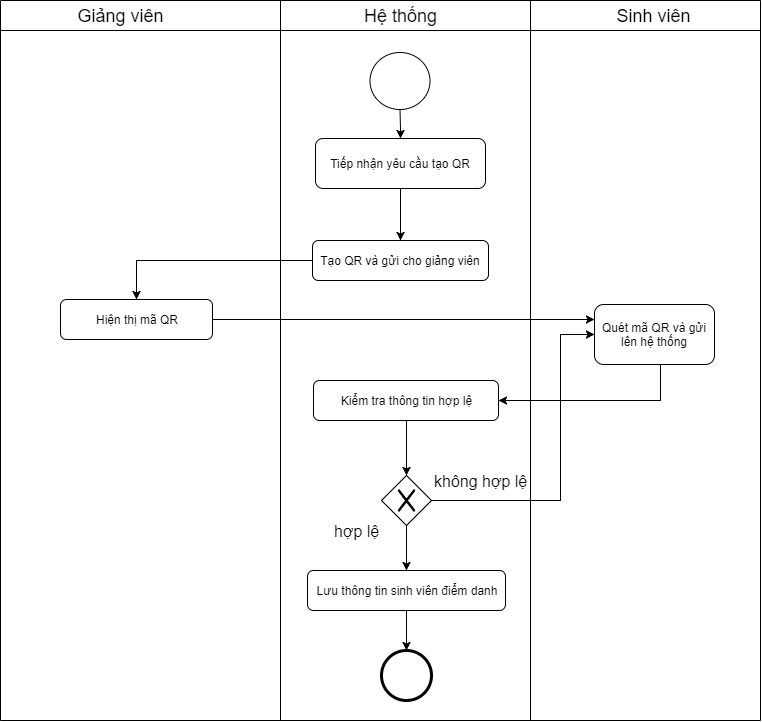 Giảng viên
Hệ thống
Sinh viên
Tiếp nhận yêu cầu tạo QR
Tạo QR và gửi cho giảng viên
Hiện thị mã QR
Quét mã QR và gửi
lên hệ thống
Kiểm tra thông tin hợp lệ
không hợp lệ
hợp lệ
Lưu thông tin sinh viên điểm danh